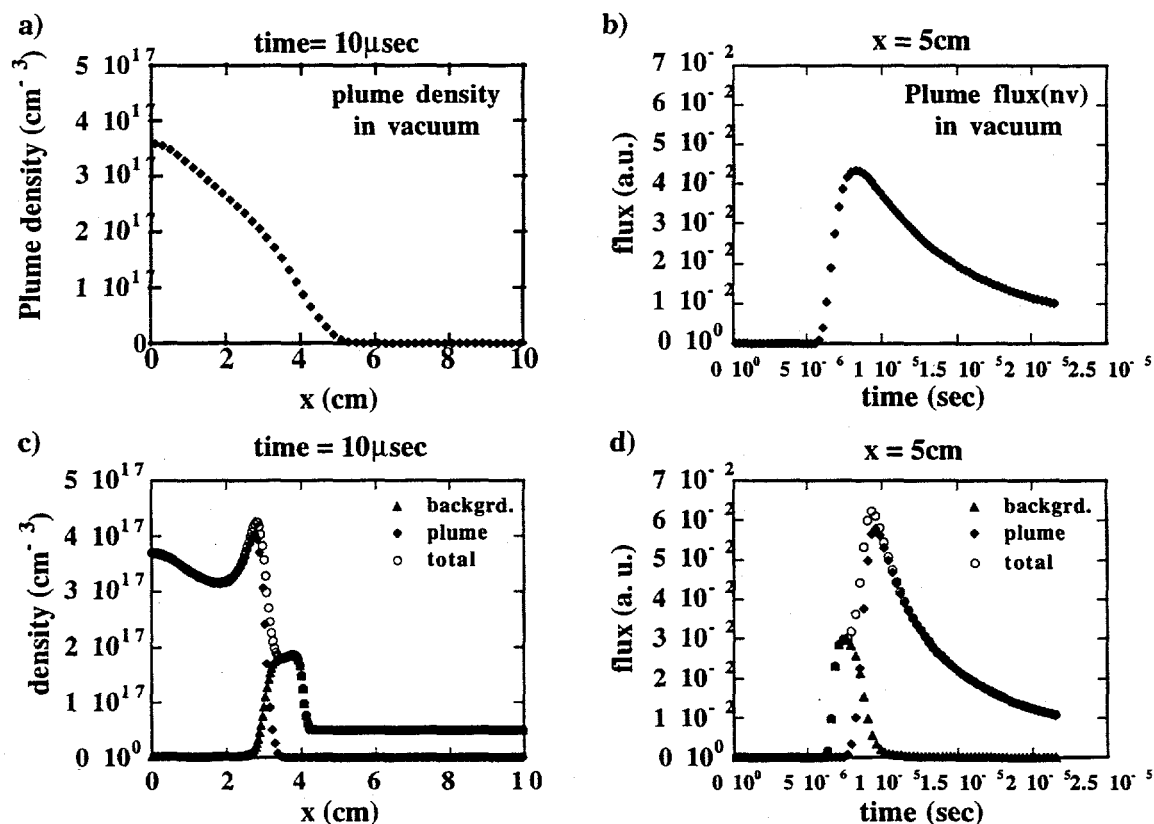 a)
time= 10μsec
Plume density (cm-3)
5 10^17
4 10^17
3 10^17
2 10^17
1 10^17
0
plume density
in vacuum
0 2 4 6 8 10
x (cm)
b)
x = 5cm
flux (a.u.)
7 10^-2
6 10^-2
5 10^-2
4 10^-2
3 10^-2
2 10^-2
1 10^-2
0 10^0
Plume flux(nv)
in vacuum
0 10^0 5 10^-6 1 10^-5 1.5 10^-5 2 10^-5 2.5 10^-5
time (sec)
c)
time = 10μsec
density (cm-3)
5 10^17
4 10^17
3 10^17
2 10^17
1 10^17
0 10^0
backgrd.
plume
total
0 2 4 6 8 10
x (cm)
d)
x = 5cm
flux (a. u.)
7 10^-2
6 10^-2
5 10^-2
4 10^-2
3 10^-2
2 10^-2
1 10^-2
0 10^0
backgrd.
plume
total
0 10^0 5 10^-6 1 10^-5 1.5 10^-5 2 10^-5 2.5 10^-5
time (sec)